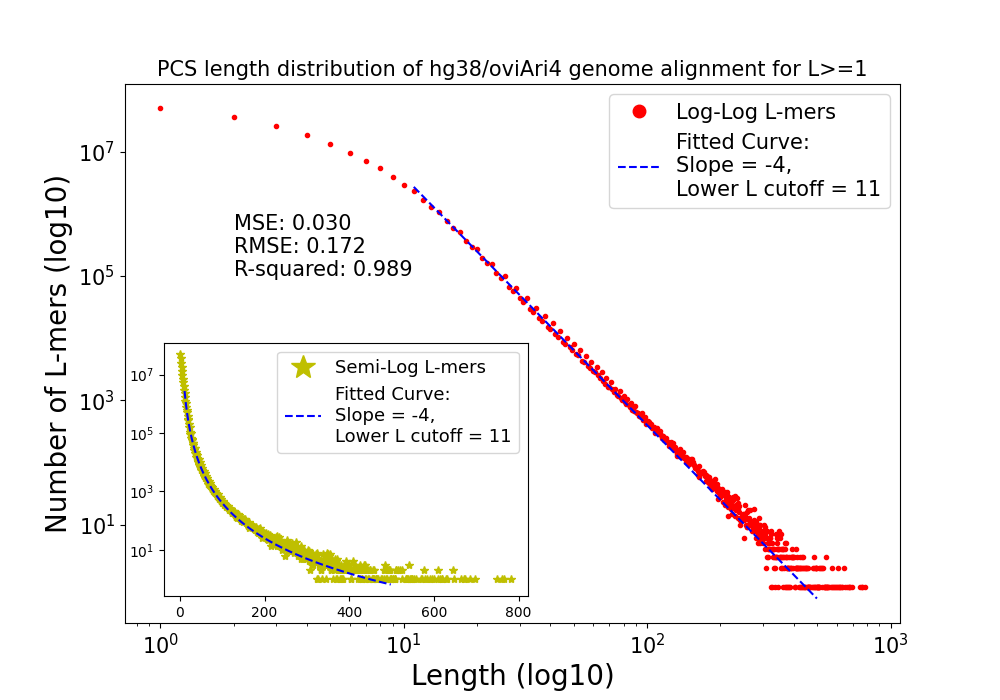 PCS length distribution of hg38/oviAri4 genome alignment for L>=1
Number of L-mers (log10)
10^7
10^5
10^3
10^1
Log-Log L-mers
Fitted Curve:
Slope = -4,
Lower L cutoff = 11
MSE: 0.030
RMSE: 0.172
R-squared: 0.989
10^7
10^5
10^3
10^1
Semi-Log L-mers
Fitted Curve:
Slope = -4,
Lower L cutoff = 11
0 200 400 600 800
10^0 10^1 10^2 10^3
Length (log10)